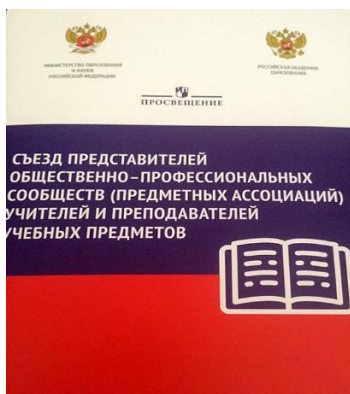 МИНИСТЕРСТВО ОБРАЗОВАНИЯ
И НАУКИ
РОССИЙСКОЙ ФЕДЕРАЦИИ
РОССИЙСКАЯ АКАДЕМИЯ
ОБРАЗОВАНИЯ
ПРОСВЕЩЕНИЕ
СЪЕЗД ПРЕДСТАВИТЕЛЕЙ
ОБЩЕСТВЕННО-ПРОФЕССИОНАЛЬНЫХ
СООБЩЕСТВ (ПРЕДМЕТНЫХ АССОЦИАЦИЙ)
УЧИТЕЛЕЙ И ПРЕПОДАВАТЕЛЕЙ
УЧЕБНЫХ ПРЕДМЕТОВ